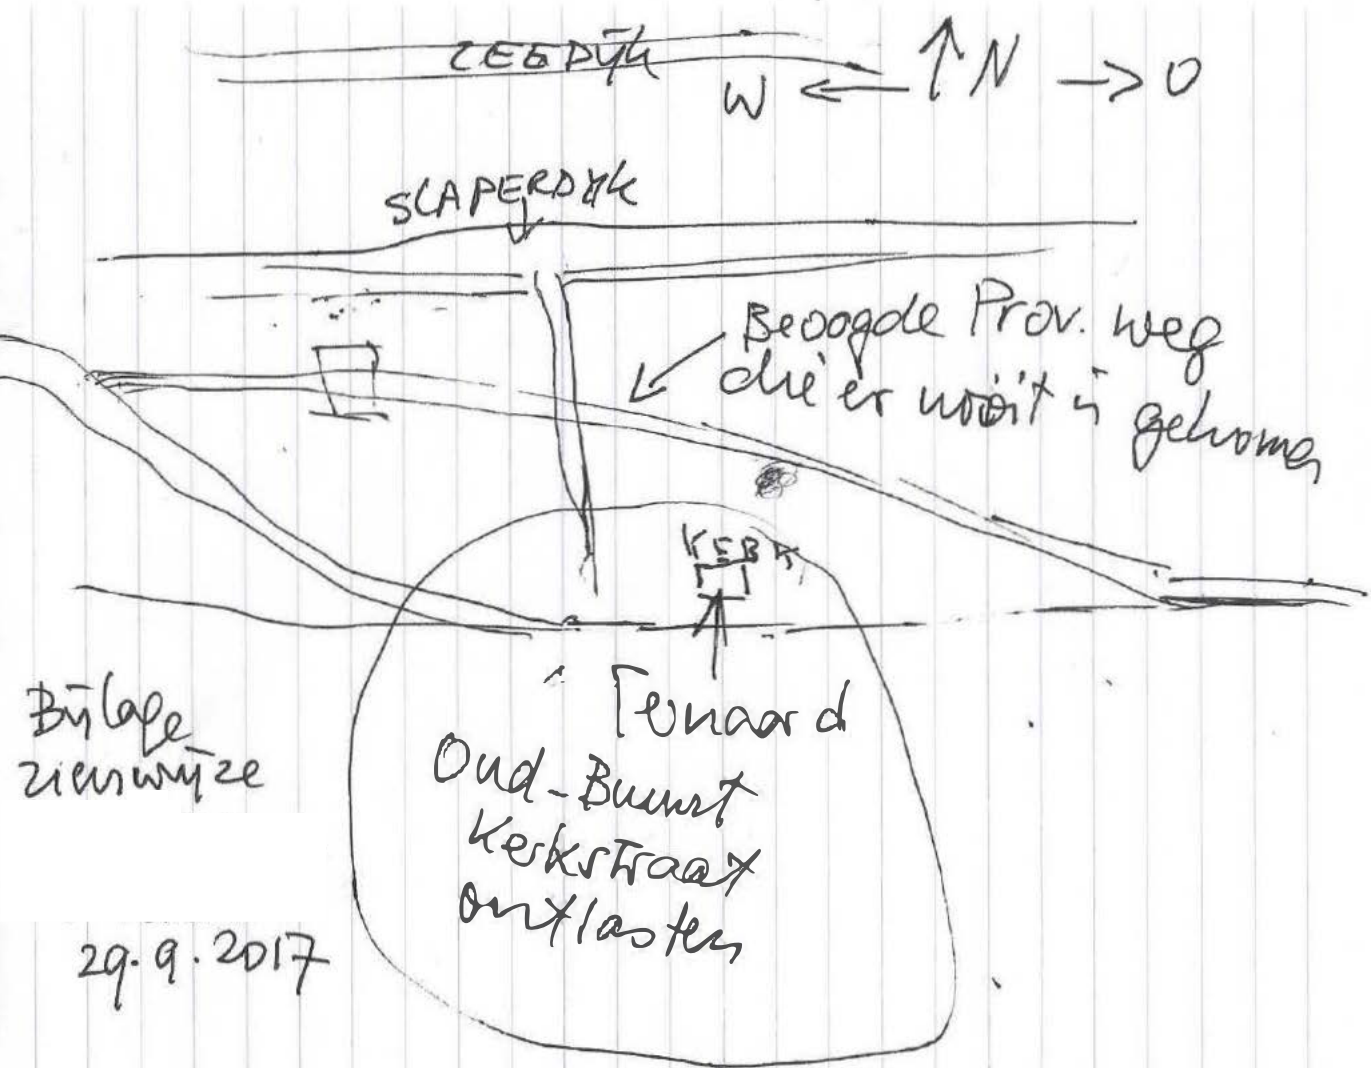 ZEEDIJK
W N O
SLAPERDIJK
Beoogde Prov. weg
die er nooit is gekomen
KERK
Ternaard
Oud-Buurt
Kerkstraat
ontlasten
Bijlage
zienswijze
29.9.2017